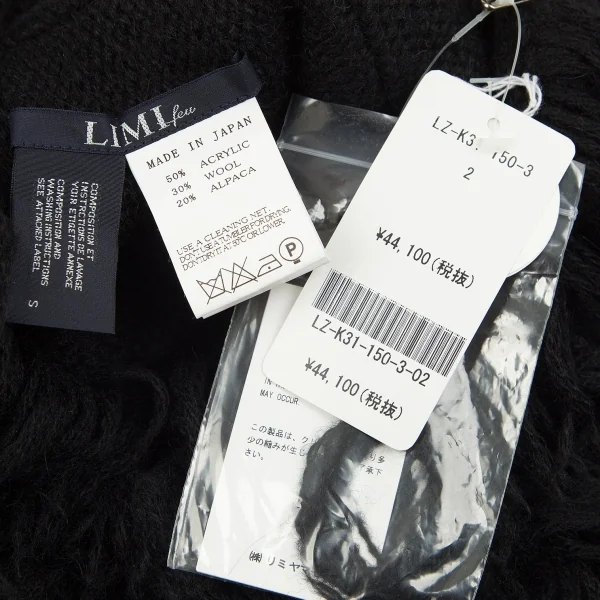 LIMI feu
COMPOSITION ET
INSTRUCTIONS DE LAVAGE
VOIR ETIQUETTE ANNEXE
COMPOSITION AND
WASHING INSTRUCTIONS
SEE ATTACHED LABEL
S
MADE IN JAPAN
50% ACRYLIC
30% WOOL
20% ALPACA
USE A CLEANING NET.
DON'T USE A TUMBLER FOR DRYING.
DON'T DRY IT AT 50°C OR LOWER.
P
LZ-K3 150-3
2
¥44,100(税抜)
LZ-K31-150-3-02
¥44,100(税抜)
MAY OCCUR
この製品は、
さい。
(株)リミヤ